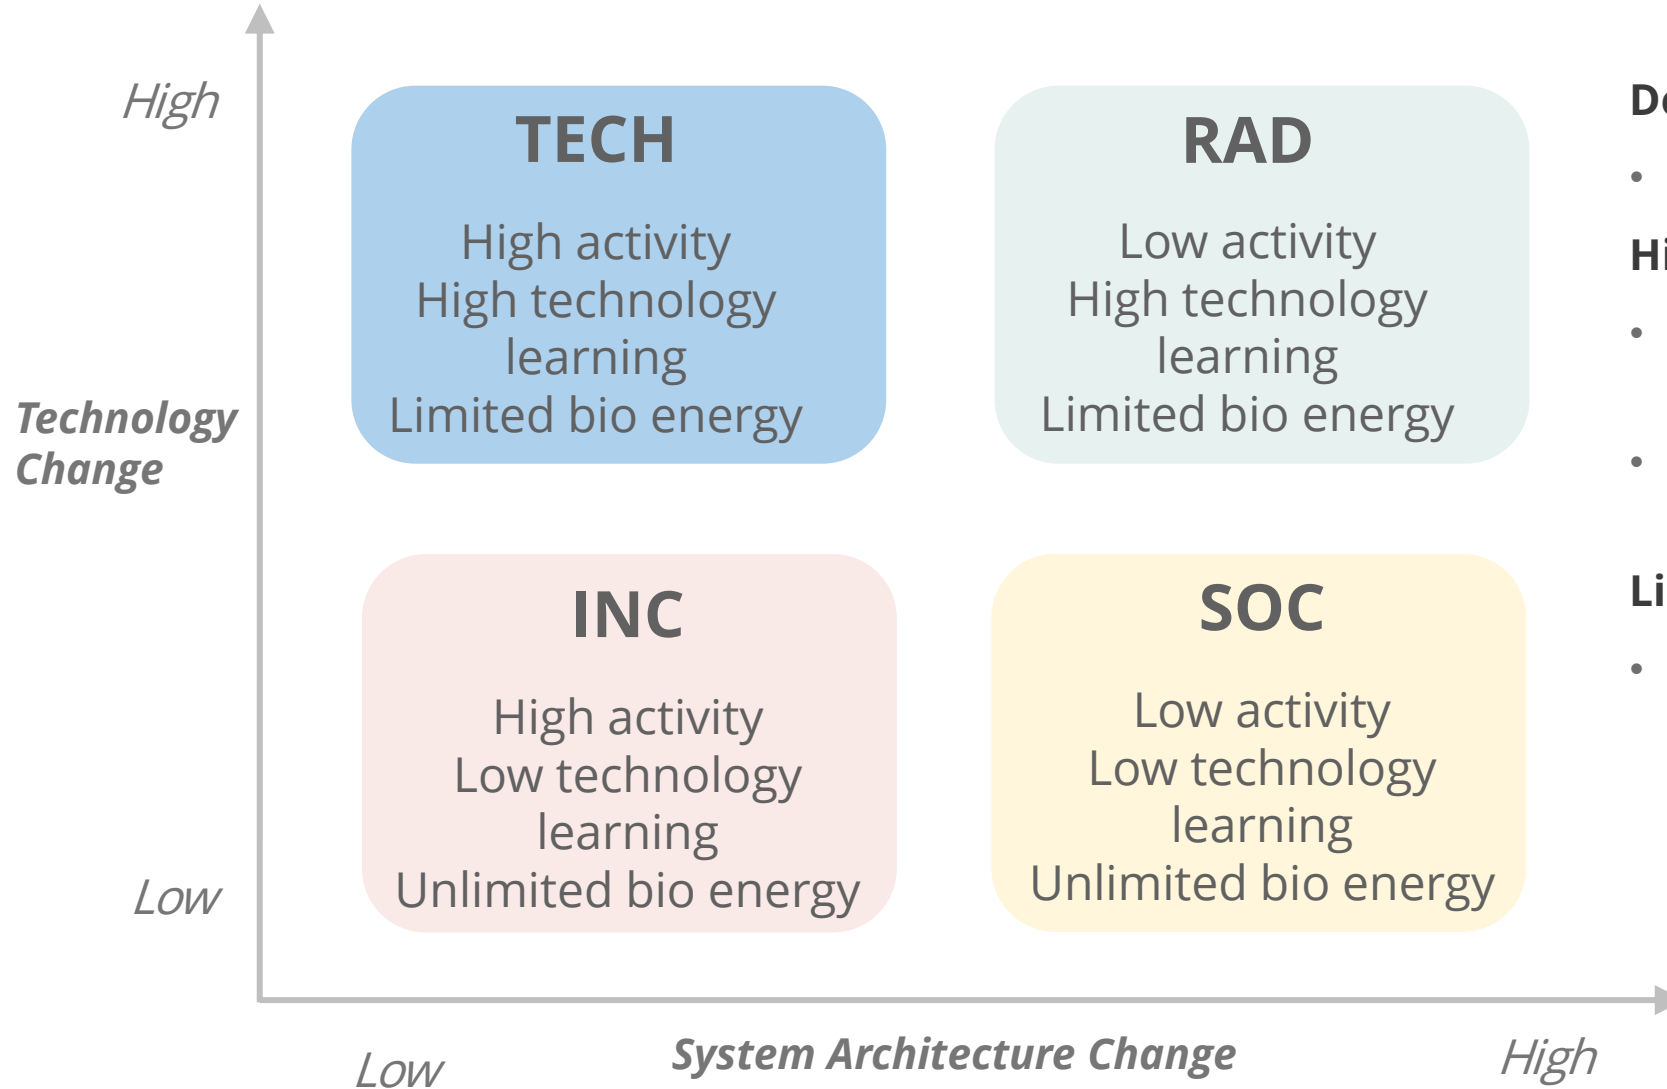 High
TECH
High activity
High technology
learning
Limited bio energy
RAD
Low activity
High technology
learning
Limited bio energy
Technology
Change
INC
High activity
Low technology
learning
Unlimited bio energy
SOC
Low activity
Low technology
learning
Unlimited bio energy
Low
Low
System Architecture Change
High